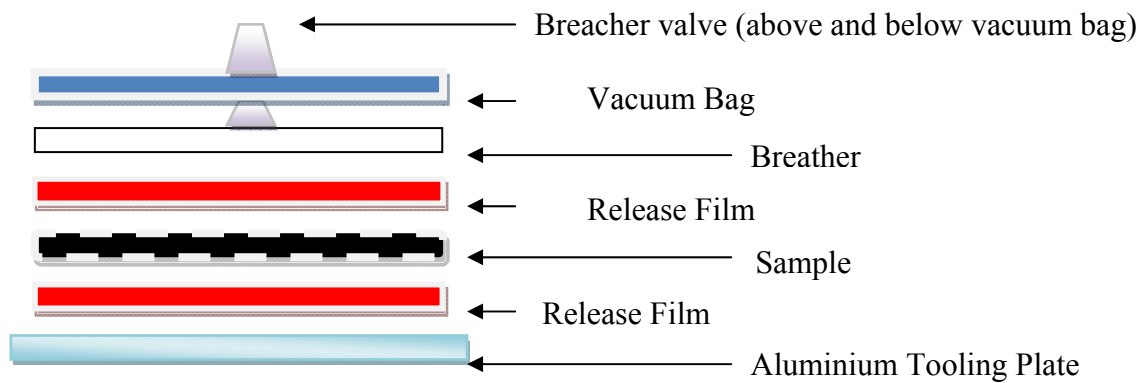 Breacher valve (above and below vacuum bag)
Vacuum Bag
Breather
Release Film
Sample
Release Film
Aluminium Tooling Plate